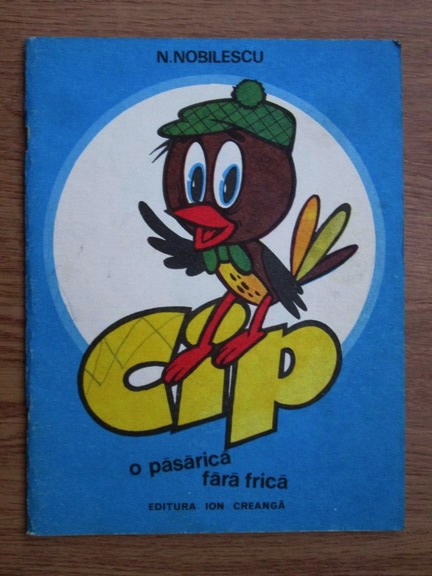 N.NOBILESCU
Cip
o păsărică
fără frică
EDITURA ION CREANGĂ